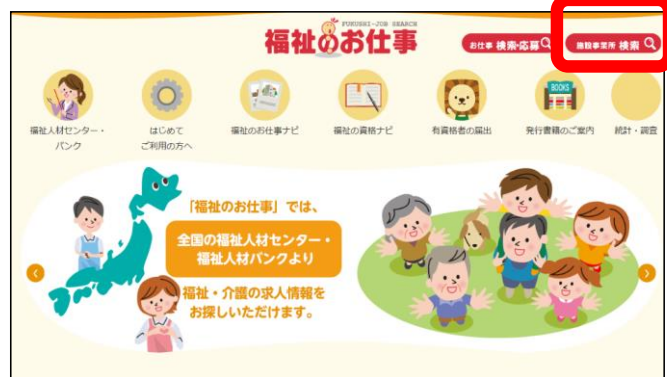 FUKUSHI-JOB SEARCH
福祉のお仕事
お仕事 検索・応募
施設事業所 検索
福祉人材センター・
バンク
はじめて
ご利用の方へ
福祉のお仕事ナビ
福祉の資格ナビ
有資格者の届出
BOOKS
発行書籍のご案内
統計・調査
「福祉のお仕事」では、
全国の福祉人材センター・
福祉人材バンクより
福祉・介護の求人情報を
お探しいただけます。